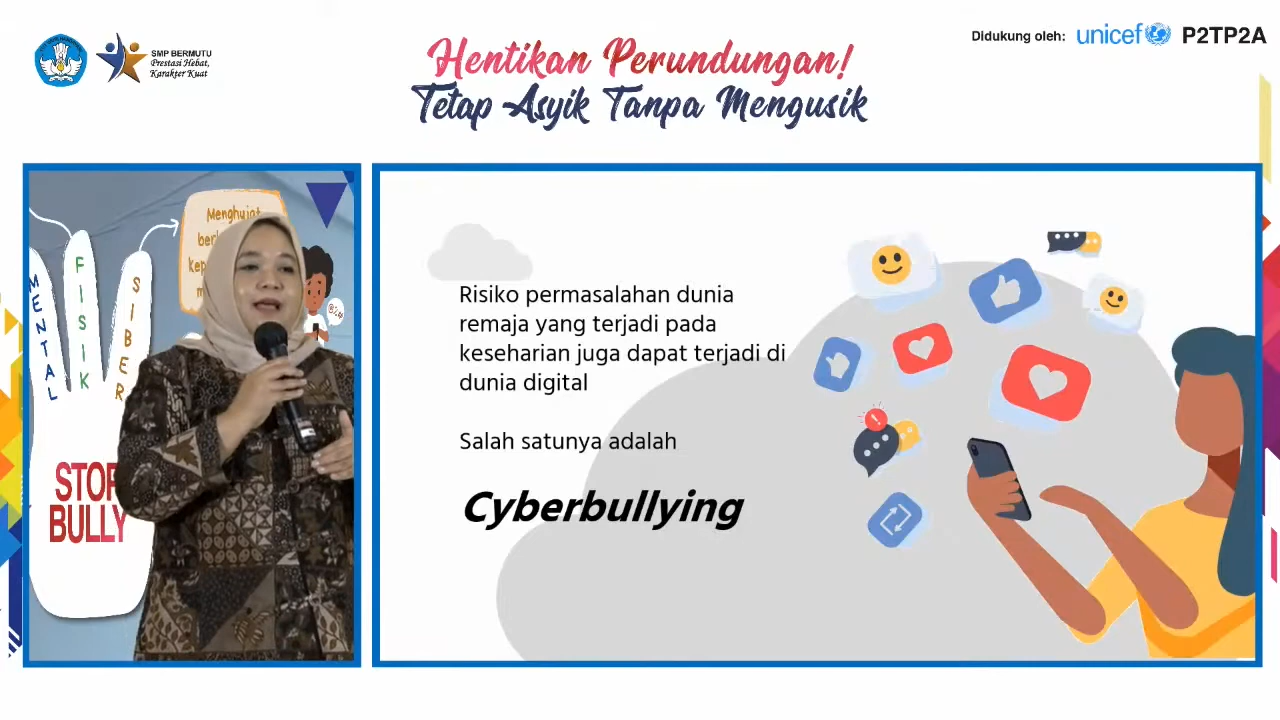 SMP BERMUTU
Prestasi Hebat,
Karakter Kuat
Hentikan Perundungan!
Tetap Asyik Tanpa Mengusik
Didukung oleh: unicef P2TP2A
MENTAL
FISIK
SIBER
Menghujat
STOP
BULLY
Risiko permasalahan dunia
remaja yang terjadi pada
keseharian juga dapat terjadi di
dunia digital
Salah satunya adalah
Cyberbullying